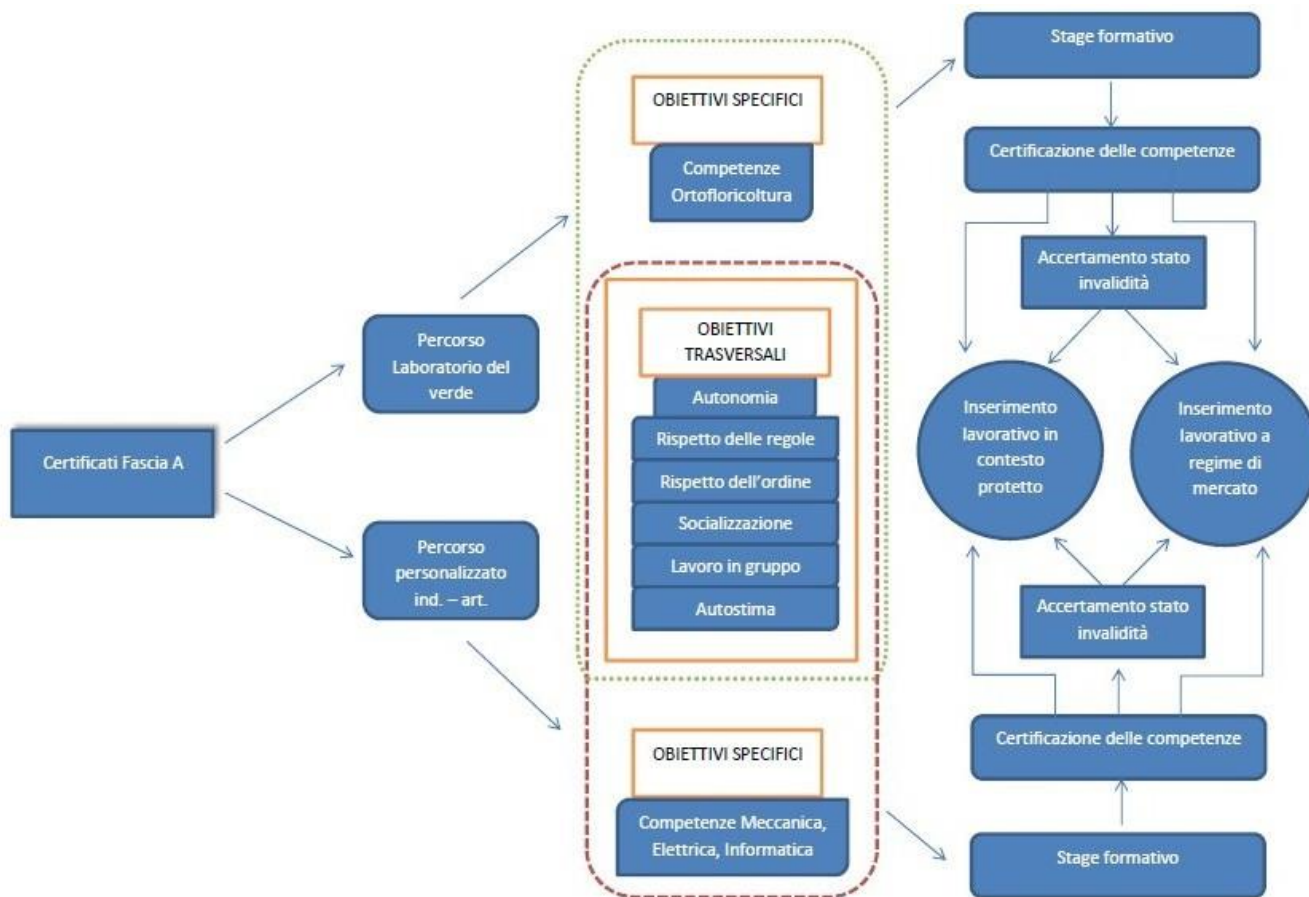 Certificati Fascia A
Percorso
Laboratorio del
verde
Percorso
personalizzato
ind. – art.
OBIETTIVI SPECIFICI
Competenze
Ortofloricoltura
OBIETTIVI
TRASVERSALI
Autonomia
Rispetto delle regole
Rispetto dell'ordine
Socializzazione
Lavoro in gruppo
Autostima
OBIETTIVI SPECIFICI
Competenze Meccanica,
Elettrica, Informatica
Stage formativo
Certificazione delle competenze
Accertamento stato
invalidità
Inserimento
lavorativo in
contesto
protetto
Inserimento
lavorativo a
regime di
mercato
Accertamento stato
invalidità
Certificazione delle competenze
Stage formativo